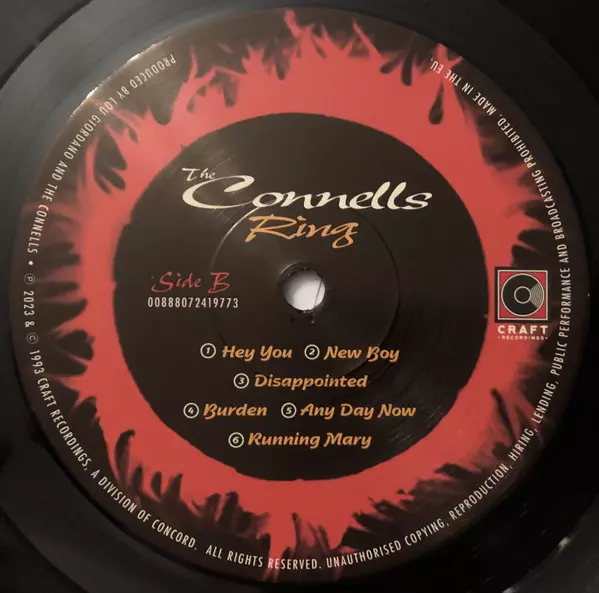 The
Connells
Ring
Side B
00888072419773
1 Hey You 2 New Boy
3 Disappointed
4 Burden 5 Any Day Now
6 Running Mary
CRAFT
RECORDINGS
PRODUCED BY LOU GIORDANO AND THE CONNELLS • ℗ 2023 & © 1993 CRAFT RECORDINGS, A DIVISION OF CONCORD. ALL RIGHTS RESERVED. UNAUTHORISED COPYING, REPRODUCTION, HIRING, LENDING, PUBLIC PERFORMANCE AND BROADCASTING PROHIBITED. MADE IN THE EU.